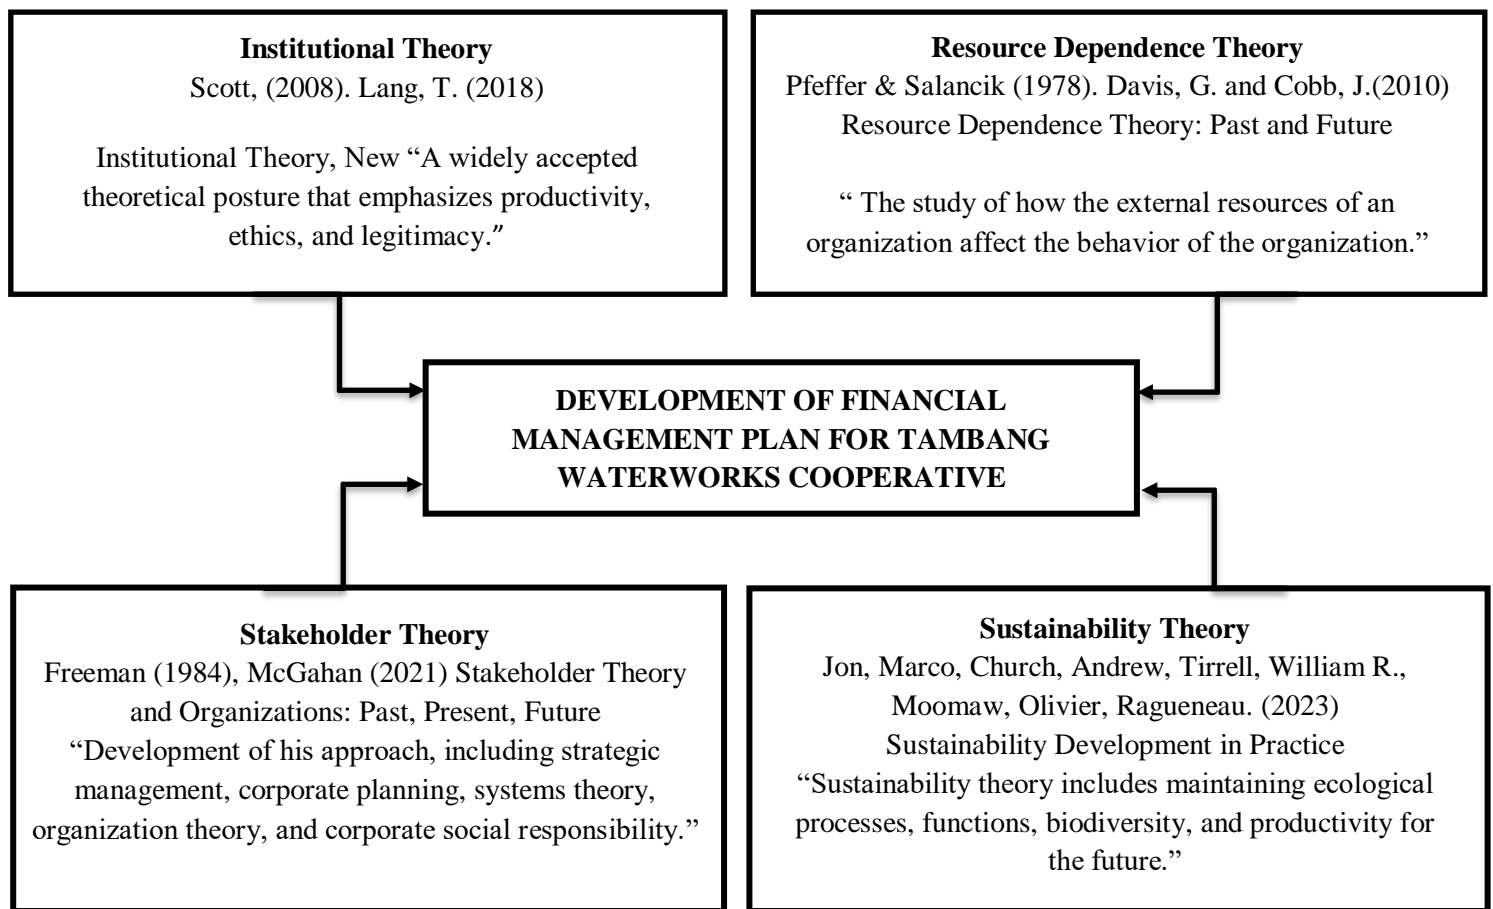 Institutional Theory
Scott, (2008). Lang, T. (2018)
Institutional Theory, New “A widely accepted
theoretical posture that emphasizes productivity,
ethics, and legitimacy.”
Resource Dependence Theory
Pfeffer & Salancik (1978). Davis, G. and Cobb, J.(2010)
Resource Dependence Theory: Past and Future
“ The study of how the external resources of an
organization affect the behavior of the organization.”
DEVELOPMENT OF FINANCIAL
MANAGEMENT PLAN FOR TAMBANG
WATERWORKS COOPERATIVE
Stakeholder Theory
Freeman (1984), McGahan (2021) Stakeholder Theory
and Organizations: Past, Present, Future
“Development of his approach, including strategic
management, corporate planning, systems theory,
organization theory, and corporate social responsibility.”
Sustainability Theory
Jon, Marco, Church, Andrew, Tirrell, William R.,
Moomaw, Olivier, Ragueneau. (2023)
Sustainability Development in Practice
“Sustainability theory includes maintaining ecological
processes, functions, biodiversity, and productivity for
the future.”